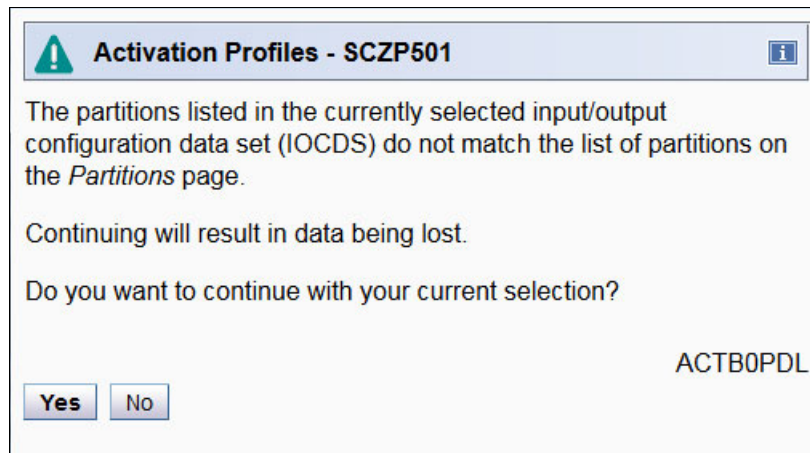 Activation Profiles - SCZP501
i
The partitions listed in the currently selected input/output
configuration data set (IOCDS) do not match the list of partitions on
the Partitions page.
Continuing will result in data being lost.
Do you want to continue with your current selection?
ACTB0PDL
Yes No